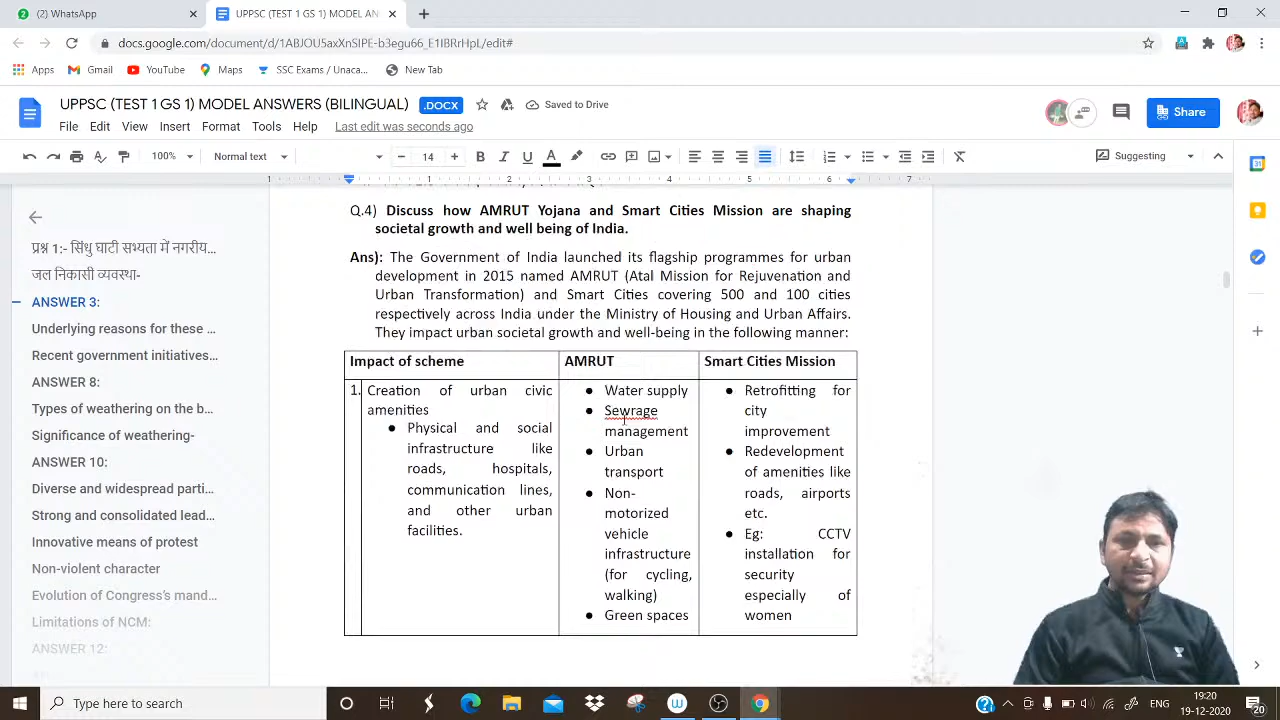 WhatsApp
UPPSC (TEST 1 GS 1) MODEL AN
docs.google.com/document/d/1ABJOU5axXnSIPE-b3egu66_E1IBRrHpL/edit#
Apps Gmail YouTube Maps SSC Exams / Unaca... New Tab
UPPSC (TEST 1 GS 1) MODEL ANSWERS (BILINGUAL) .DOCX Saved to Drive
Share
File Edit View Insert Format Tools Help Last edit was seconds ago
100% Normal text 14 Suggesting
1 1 2 3 4 5 6 7
प्रश्न 1:- सिंधु घाटी सभ्यता में नगरीय...
जल निकासी व्यवस्था-
ANSWER 3:
Underlying reasons for these ...
Recent government initiatives...
ANSWER 8:
Types of weathering on the b...
Significance of weathering-
ANSWER 10:
Diverse and widespread parti...
Strong and consolidated lead...
Innovative means of protest
Non-violent character
Evolution of Congress's mand...
Limitations of NCM:
ANSWER 12:
Q.4) Discuss how AMRUT Yojana and Smart Cities Mission are shaping
societal growth and well being of India.
Ans): The Government of India launched its flagship programmes for urban
development in 2015 named AMRUT (Atal Mission for Rejuvenation and
Urban Transformation) and Smart Cities covering 500 and 100 cities
respectively across India under the Ministry of Housing and Urban Affairs.
They impact urban societal growth and well-being in the following manner:
Impact of scheme AMRUT Smart Cities Mission
1. Creation of urban civic
amenities
● Physical and social
infrastructure like
roads, hospitals,
communication lines,
and other urban
facilities.
● Water supply
● Sewrage
management
● Urban
transport
● Non-
motorized
vehicle
infrastructure
(for cycling,
walking)
● Green spaces
● Retrofitting for
city
improvement
● Redevelopment
of amenities like
roads, airports
etc.
● Eg: CCTV
installation for
security
especially of
women
Type here to search
ENG
19:20
19-12-2020
20